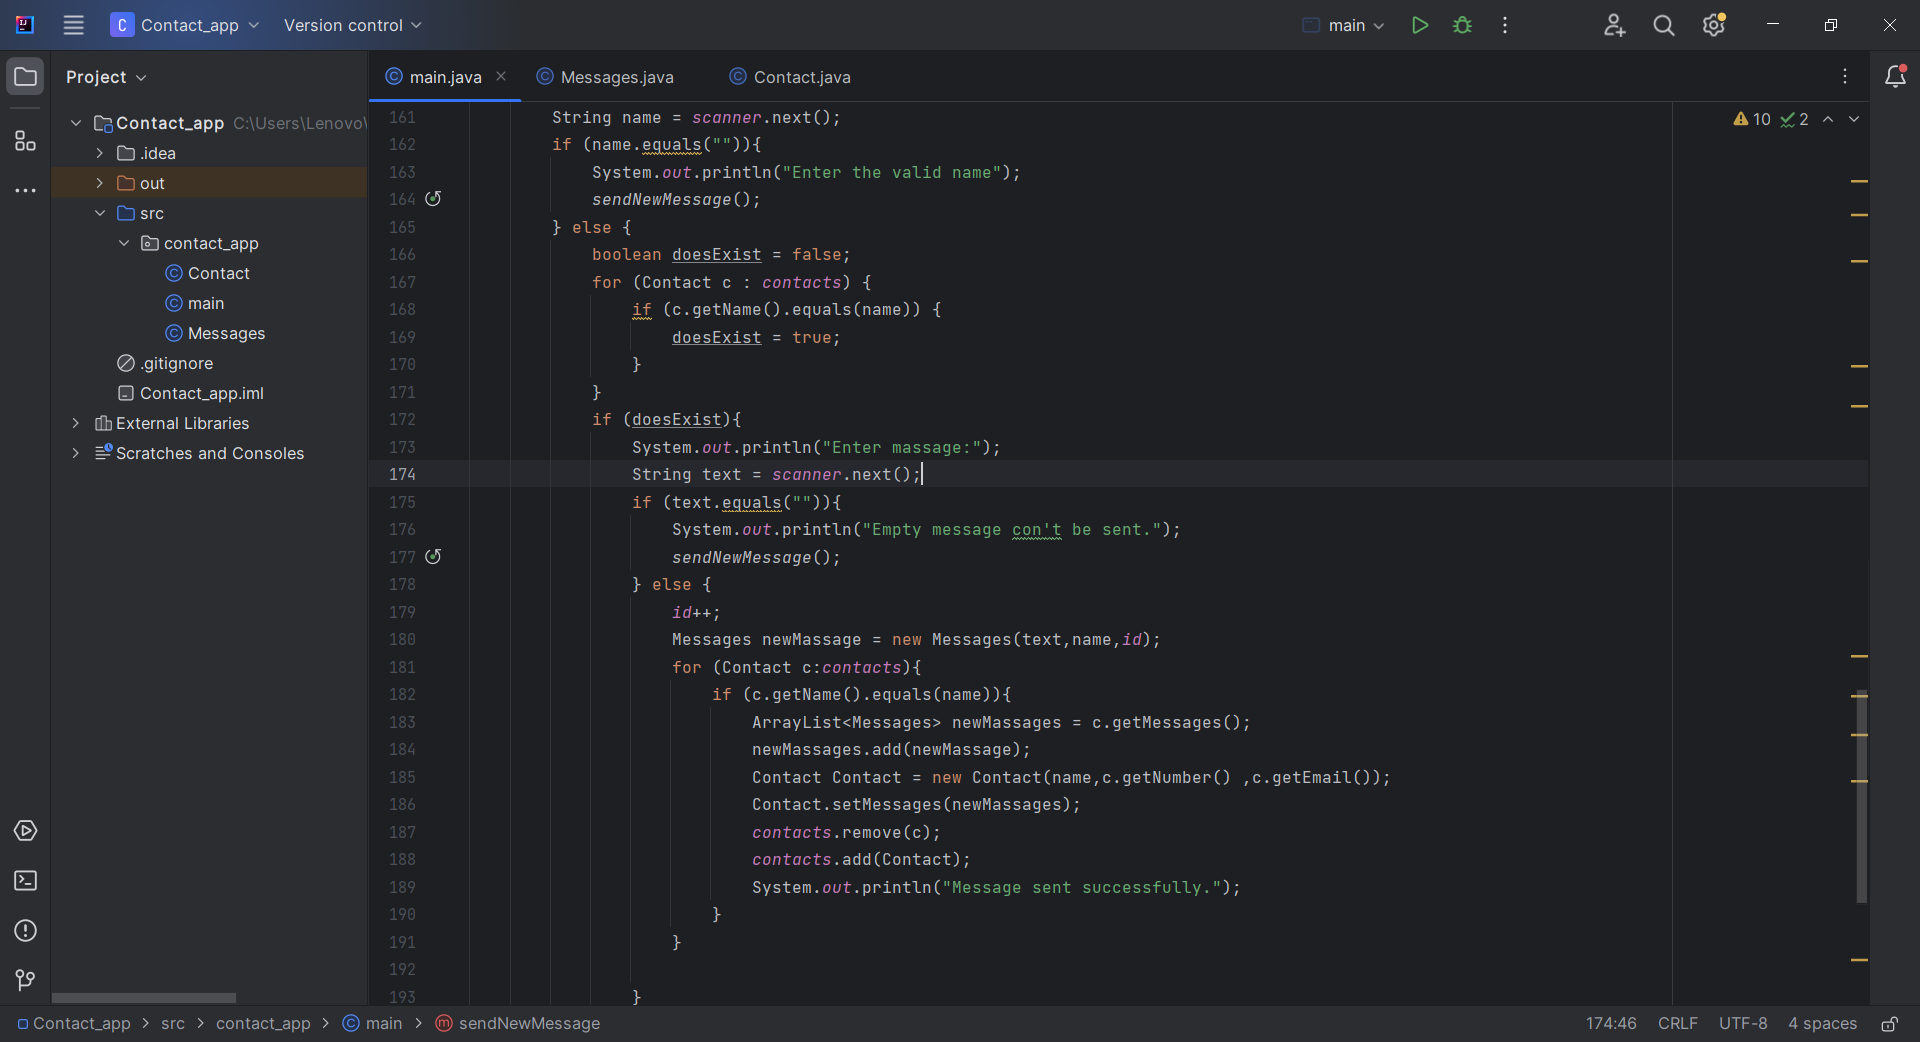 C Contact_app Version control main
Project
main.java Messages.java Contact.java
Contact_app C:\Users\Lenovo\
.idea
out
src
contact_app
Contact
main
Messages
.gitignore
Contact_app.iml
External Libraries
Scratches and Consoles
10 2
161 String name = scanner.next();
162 if (name.equals("")){
163 System.out.println("Enter the valid name");
164 sendNewMessage();
165 } else {
166 boolean doesExist = false;
167 for (Contact c : contacts) {
168 if (c.getName().equals(name)) {
169 doesExist = true;
170 }
171 }
172 if (doesExist){
173 System.out.println("Enter massage:");
174 String text = scanner.next();
175 if (text.equals("")){
176 System.out.println("Empty message con't be sent.");
177 sendNewMessage();
178 } else {
179 id++;
180 Messages newMassage = new Messages(text,name,id);
181 for (Contact c:contacts){
182 if (c.getName().equals(name)){
183 ArrayList<Messages> newMassages = c.getMessages();
184 newMassages.add(newMassage);
185 Contact Contact = new Contact(name,c.getNumber() ,c.getEmail());
186 Contact.setMessages(newMassages);
187 contacts.remove(c);
188 contacts.add(Contact);
189 System.out.println("Message sent successfully.");
190 }
191 }
192
193 }
Contact_app > src > contact_app > main > sendNewMessage 174:46 CRLF UTF-8 4 spaces